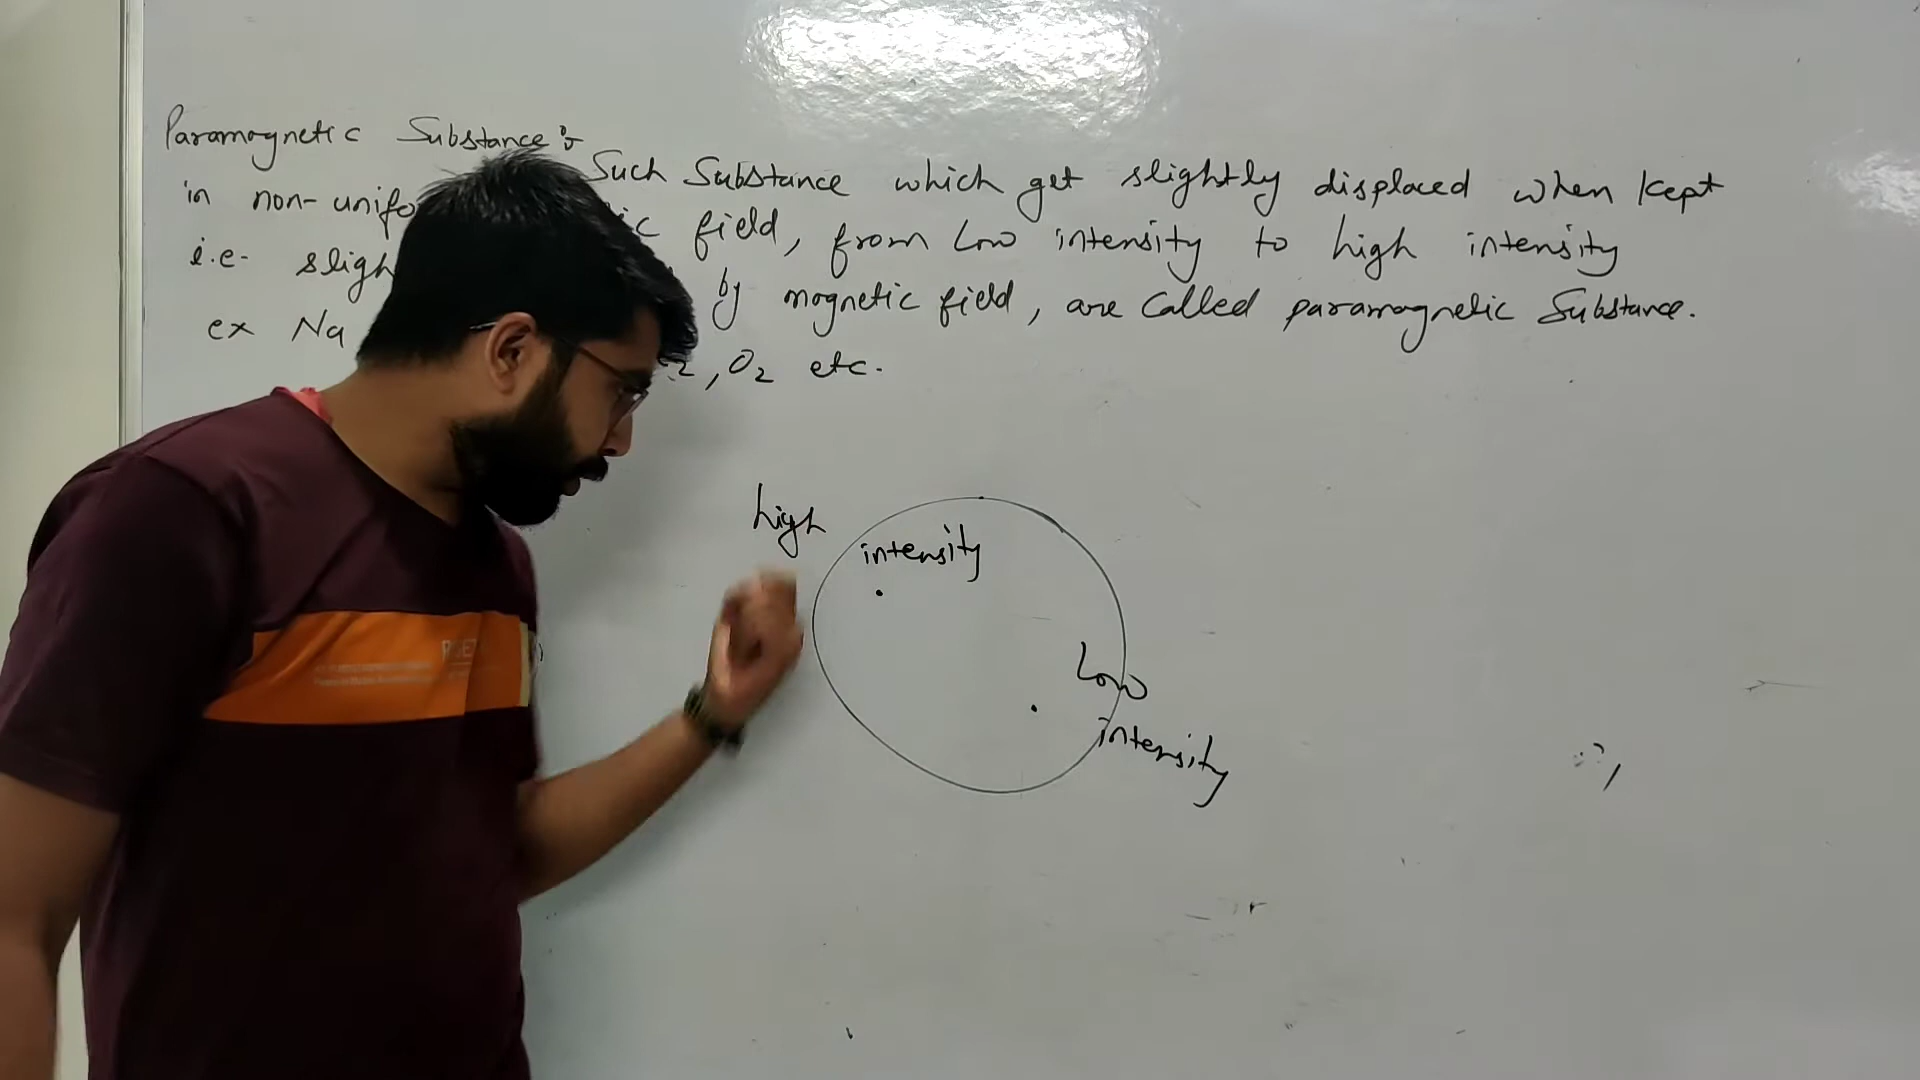 Paramagnetic Substance :-
Such Substance which get slightly displaced when kept
in non-unifo ic field, from Low intensity to high intensity
i.e. sligh by magnetic field, are called paramagnetic Substance.
ex Na , O2 etc.
high
intensity
Low
intensity